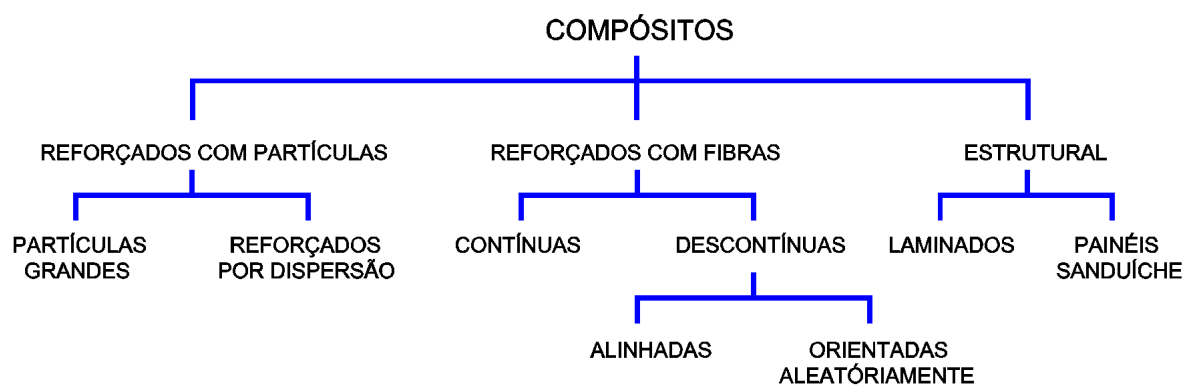 COMPÓSITOS
REFORÇADOS COM PARTÍCULAS
REFORÇADOS COM FIBRAS
ESTRUTURAL
PARTÍCULAS
GRANDES
REFORÇADOS
POR DISPERSÃO
CONTÍNUAS
DESCONTÍNUAS
LAMINADOS
PAINÉIS
SANDUÍCHE
ALINHADAS
ORIENTADAS
ALEATÓRIAMENTE